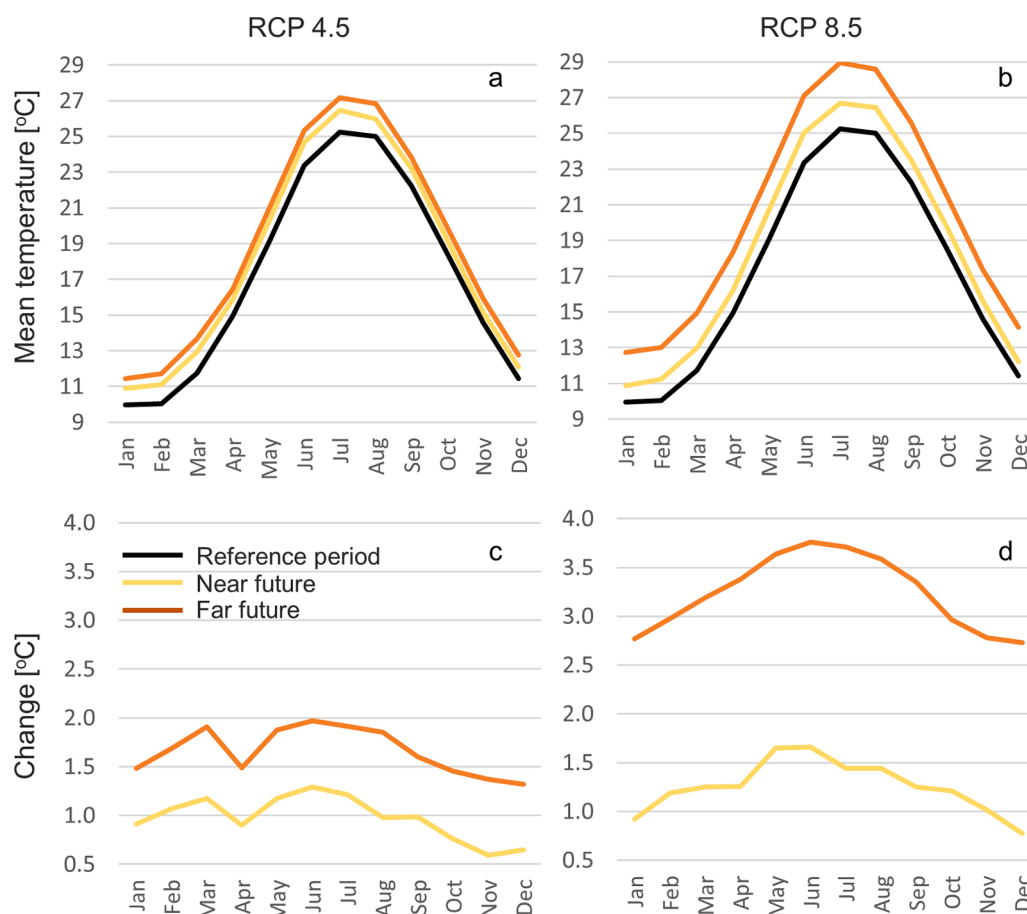 RCP 4.5
RCP 8.5
Mean temperature [ºC]
29
27
25
23
21
19
17
15
13
11
9
a
Jan Feb Mar Apr May Jun Jul Aug Sep Oct Nov Dec
29
27
25
23
21
19
17
15
13
11
9
b
Jan Feb Mar Apr May Jun Jul Aug Sep Oct Nov Dec
Change [ºC]
4.0
3.5
3.0
2.5
2.0
1.5
1.0
0.5
c
Reference period
Near future
Far future
Jan Feb Mar Apr May Jun Jul Aug Sep Oct Nov Dec
4.0
3.5
3.0
2.5
2.0
1.5
1.0
0.5
d
Jan Feb Mar Apr May Jun Jul Aug Sep Oct Nov Dec